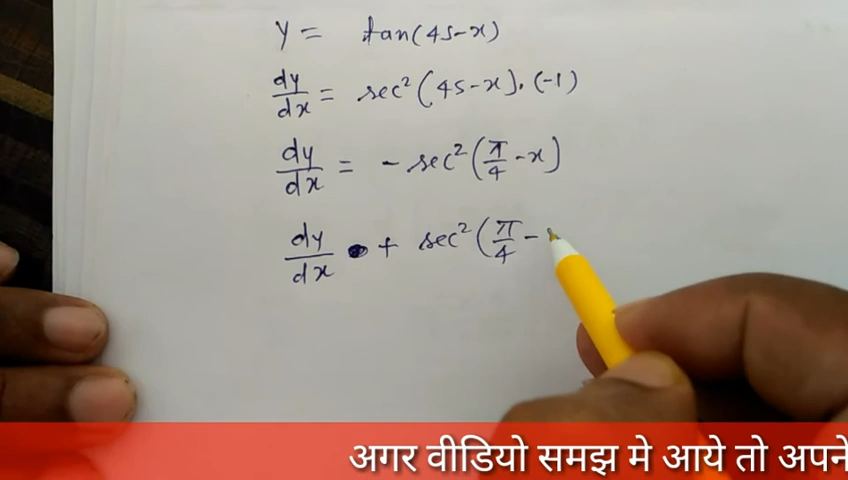 y = tan(45-x)
dy/dx = sec²(45-x).(-1)
dy/dx = -sec²(π/4 -x)
dy/dx + sec²(π/4 -
अगर वीडियो समझ मे आये तो अपने